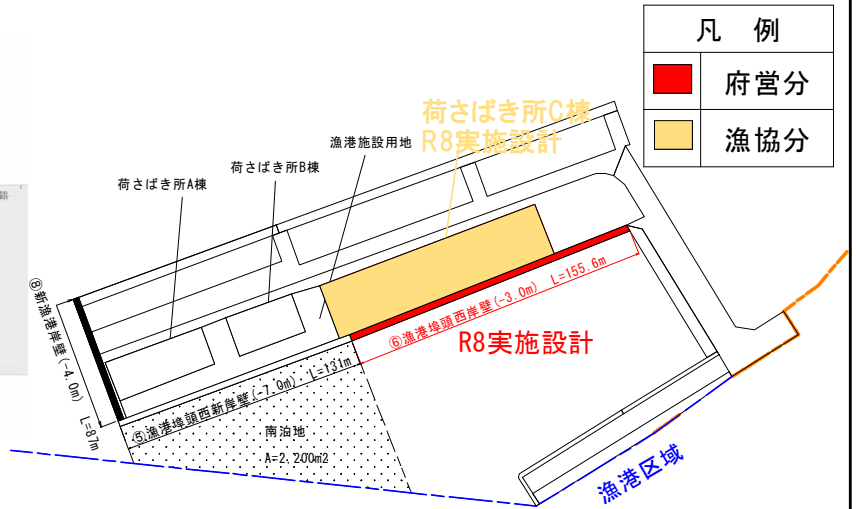 凡　例
府営分
漁協分
荷さばき所C棟
R8実施設計
漁港施設用地
荷さばき所B棟
荷さばき所A棟
⑧新漁港岸壁(-4.0m) L=87m
⑥漁港埠頭西岸壁(-3.0m) L=155.6m
R8実施設計
⑤漁港埠頭西新岸壁(-7.0m) L=131m
南泊地
A=2,200m2
漁港区域